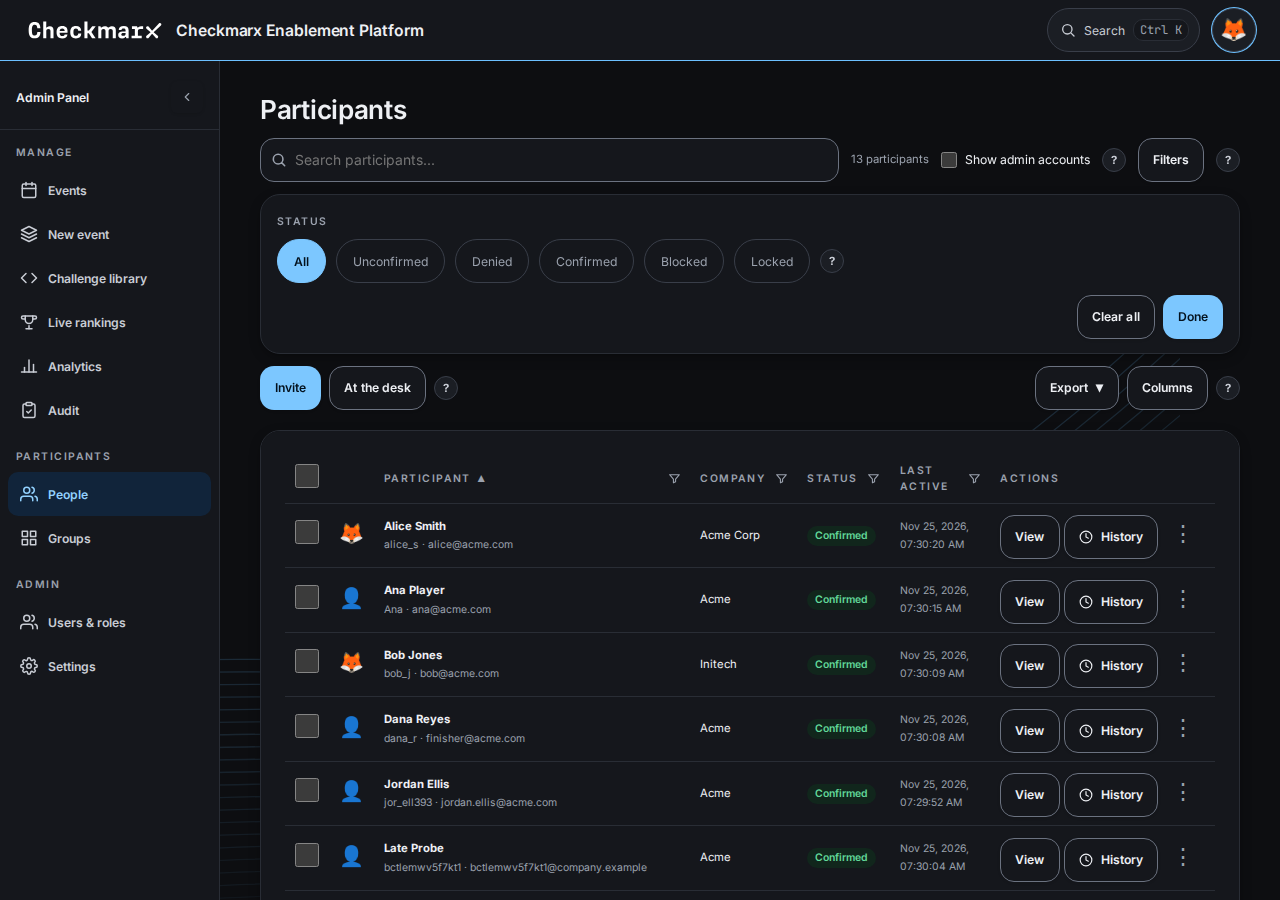 Checkmarx Checkmarx Enablement Platform Search Ctrl K
Admin Panel
MANAGE
Events
New event
Challenge library
Live rankings
Analytics
Audit
PARTICIPANTS
People
Groups
ADMIN
Users & roles
Settings
Participants
Search participants... 13 participants Show admin accounts ? Filters ?
STATUS
All Unconfirmed Denied Confirmed Blocked Locked ?
Clear all Done
Invite At the desk ? Export ▼ Columns ?
PARTICIPANT ▲ COMPANY STATUS LAST ACTIVE ACTIONS
Alice Smith
alice_s · alice@acme.com Acme Corp Confirmed Nov 25, 2026, 07:30:20 AM View History
Ana Player
Ana · ana@acme.com Acme Confirmed Nov 25, 2026, 07:30:15 AM View History
Bob Jones
bob_j · bob@acme.com Initech Confirmed Nov 25, 2026, 07:30:09 AM View History
Dana Reyes
dana_r · finisher@acme.com Acme Confirmed Nov 25, 2026, 07:30:08 AM View History
Jordan Ellis
jor_ell393 · jordan.ellis@acme.com Acme Confirmed Nov 25, 2026, 07:29:52 AM View History
Late Probe
bctlemwv5f7kt1 · bctlemwv5f7kt1@company.example Acme Confirmed Nov 25, 2026, 07:30:04 AM View History